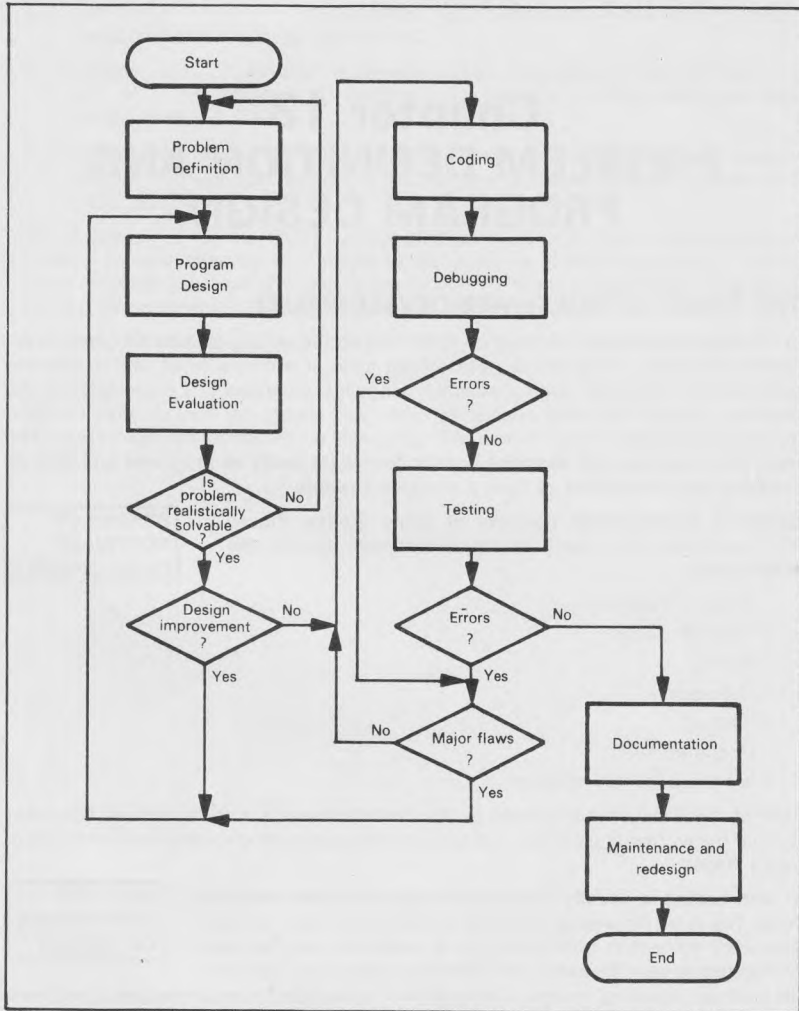 Start
Problem
Definition
Program
Design
Design
Evaluation
Is
problem
realistically
solvable
?
No
Yes
Design
improvement
?
No
Yes
Coding
Debugging
Errors
?
Yes
No
Testing
Errors
?
No
Yes
Major flaws
?
No
Yes
Documentation
Maintenance and
redesign
End